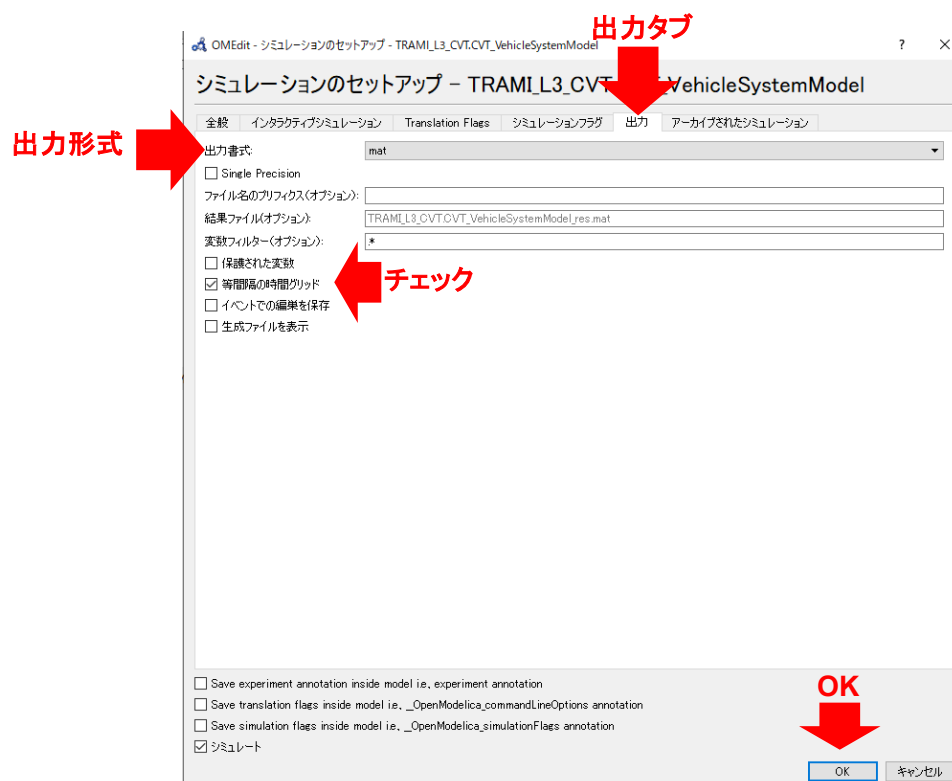 出力タブ
OMEdit - シミュレーションのセットアップ - TRAMI_L3_CVT.CVT_VehicleSystemModel
? ×
シミュレーションのセットアップ - TRAMI_L3_CVT VehicleSystemModel
全般 インタラクティブシミュレーション Translation Flags シミュレーションフラグ 出力 アーカイブされたシミュレーション
出力形式
出力書式: mat
Single Precision
ファイル名のプリフィクス(オプション):
結果ファイル(オプション): TRAMI_L3_CVT.CVT_VehicleSystemModel_res.mat
変数フィルター(オプション): .*
保護された変数
等間隔の時間グリッド
チェック
イベントでの編巣を保存
生成ファイルを表示
Save experiment annotation inside model i.e, experiment annotation
OK
Save translation flags inside model i.e, _OpenModelica_commandLineOptions annotation
Save simulation flags inside model i.e, _OpenModelica_simulationFlags annotation
シミュレート
OK キャンセル